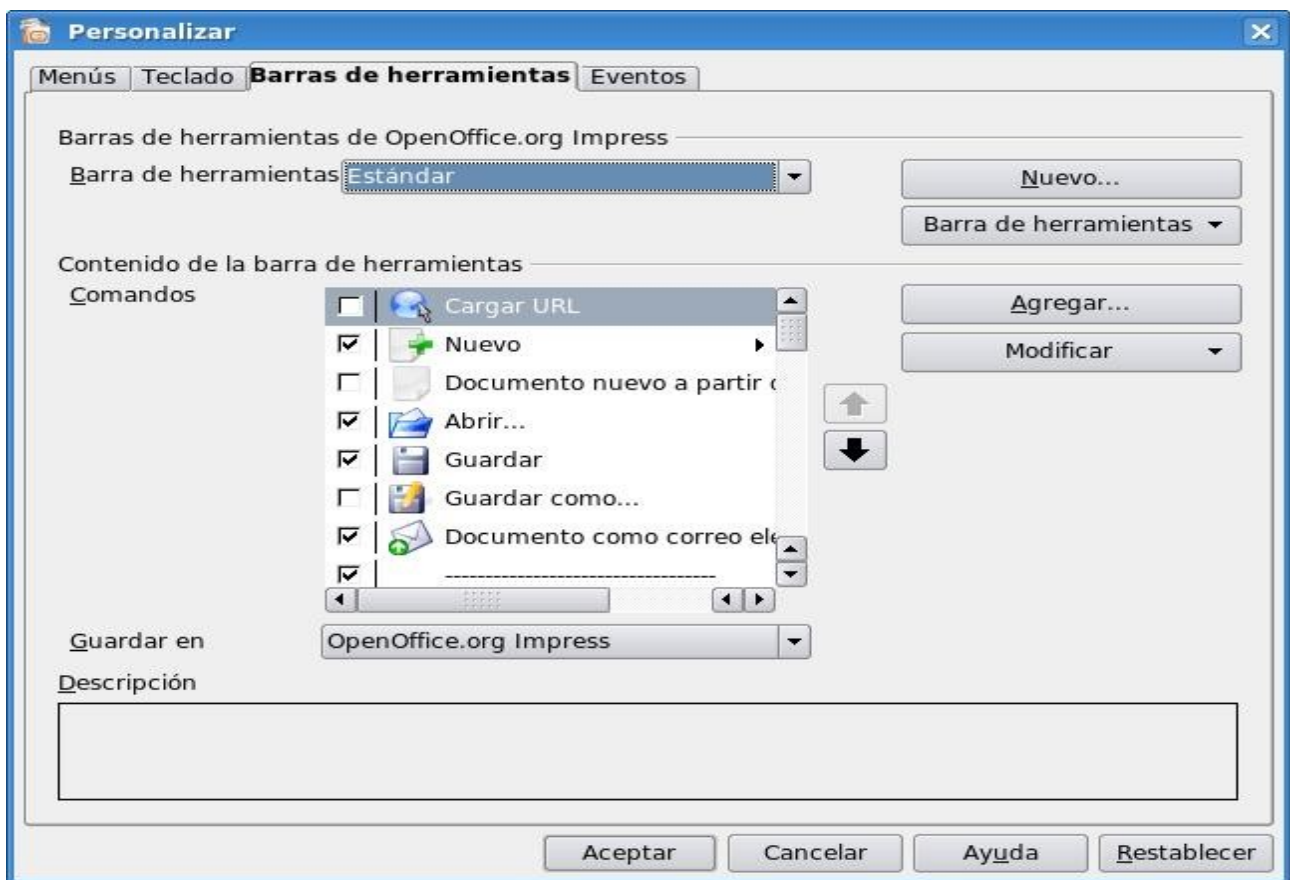 Personalizar
Menús Teclado Barras de herramientas Eventos
Barras de herramientas de OpenOffice.org Impress
Barra de herramientas Estándar
Nuevo...
Barra de herramientas
Contenido de la barra de herramientas
Comandos
Cargar URL
Nuevo
Documento nuevo a partir
Abrir...
Guardar
Guardar como...
Documento como correo
---------------------------------
Agregar...
Modificar
Guardar en OpenOffice.org Impress
Descripción
Aceptar Cancelar Ayuda Restablecer